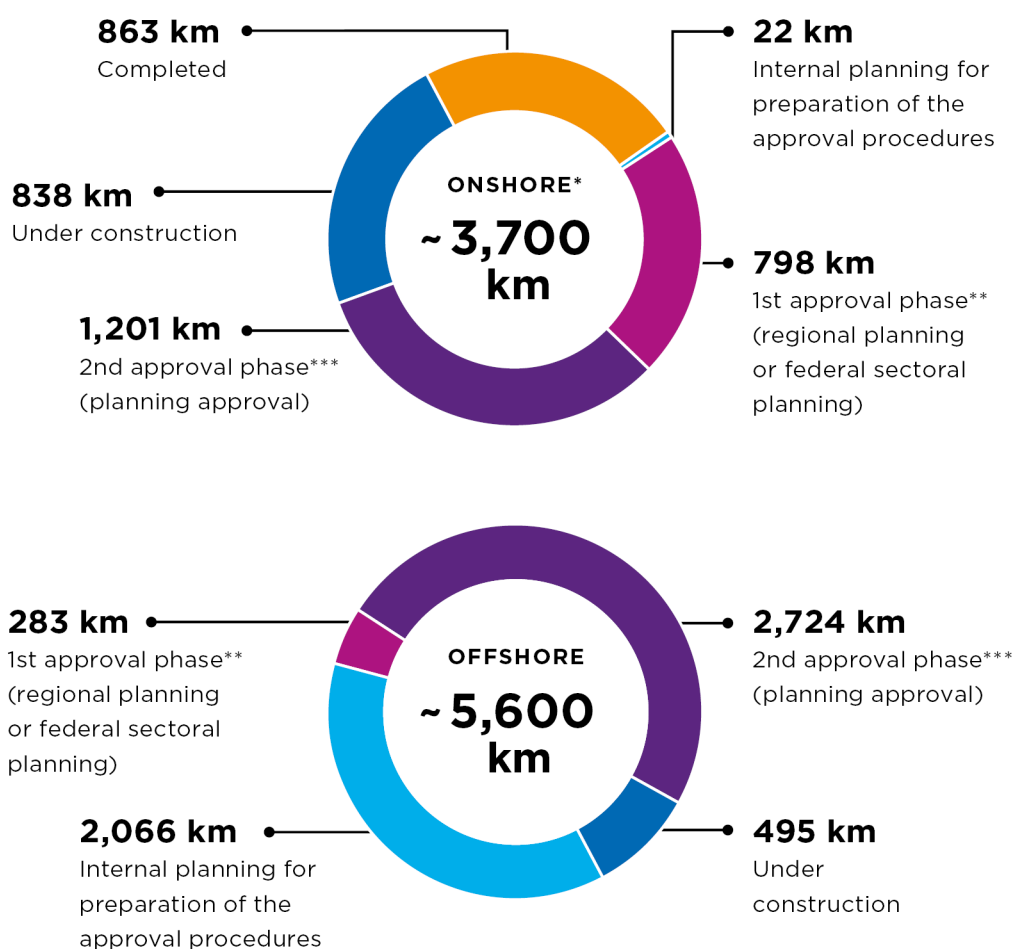 863 km
Completed
22 km
Internal planning for
preparation of the
approval procedures
ONSHORE*
~ 3,700
km
838 km
Under construction
798 km
1st approval phase**
(regional planning
or federal sectoral
planning)
1,201 km
2nd approval phase***
(planning approval)
283 km
1st approval phase**
(regional planning
or federal sectoral
planning)
OFFSHORE
~ 5,600
km
2,724 km
2nd approval phase***
(planning approval)
2,066 km
Internal planning for
preparation of the
approval procedures
495 km
Under
construction